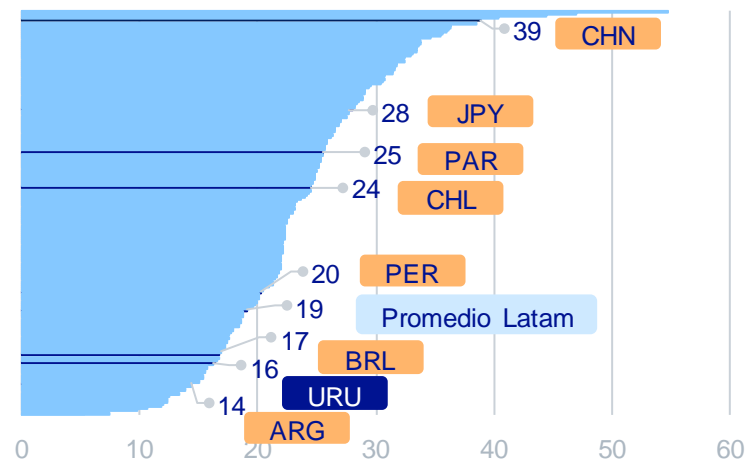 39 CHN
28 JPY
25 PAR
24 CHL
20 PER
19 Promedio Latam
17 BRL
16 URU
14 ARG
0 10 20 30 40 50 60